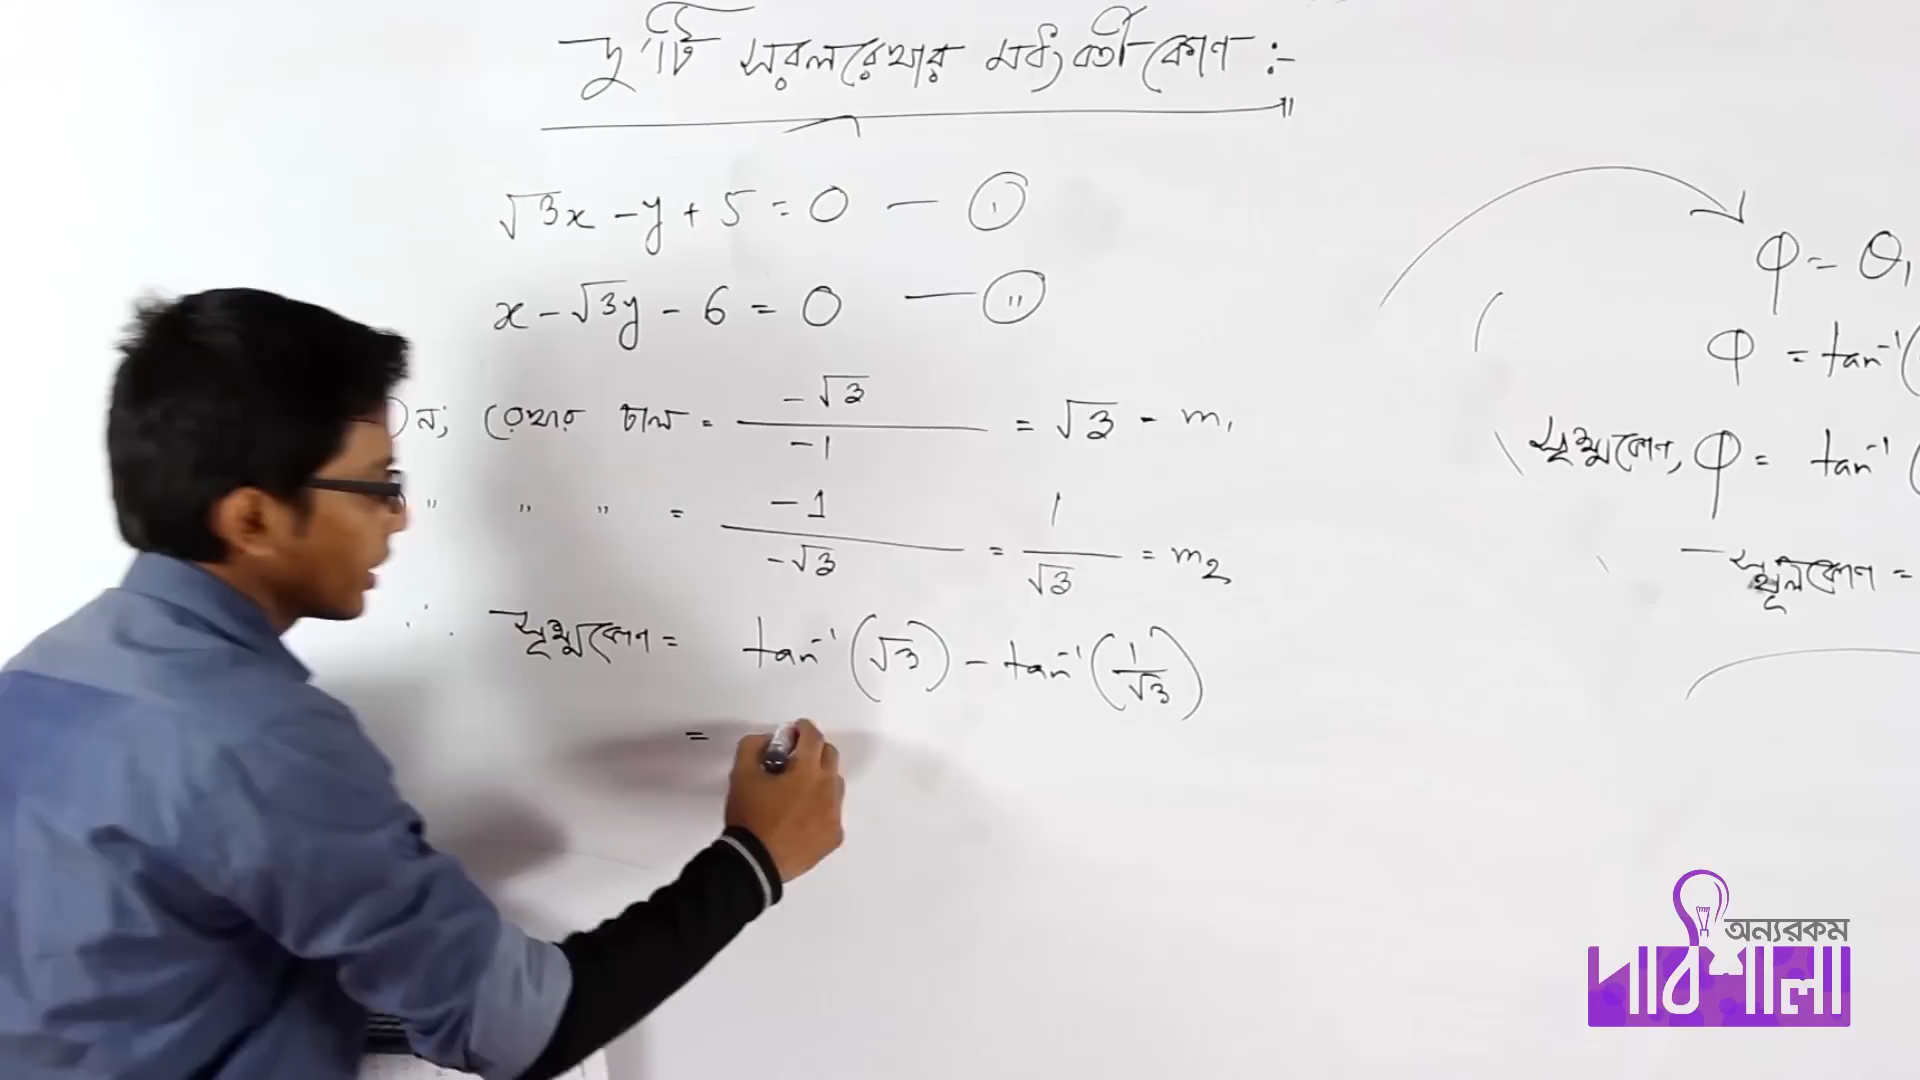 দু'টি সরলরেখার মধ্যবর্তী কোণ :-
√3x - y + 5 = 0 — (i)
x - √3y - 6 = 0 — (ii)
নং রেখার ঢাল = -√3 / -1 = √3 = m₁
" " " = -1 / -√3 = 1/√3 = m₂
∴ সূক্ষ্মকোণ = tan⁻¹(√3) - tan⁻¹(1/√3)
=
φ = θ₁
φ = tan⁻¹(
সূক্ষ্মকোণ, φ = tan⁻¹(
স্থূলকোণ =
অন্যরকম
পাঠশালা